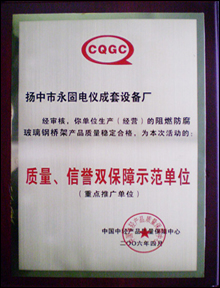 CQGC
扬中市永固电仪成套设备厂
经审核，你单位生产（经营）的阻燃防腐
玻璃钢桥架产品质量稳定合格，为本次活动的：
质量、信誉双保障示范单位
（重点推广单位）
中国中轻产品质量保障中心
二00六年四月